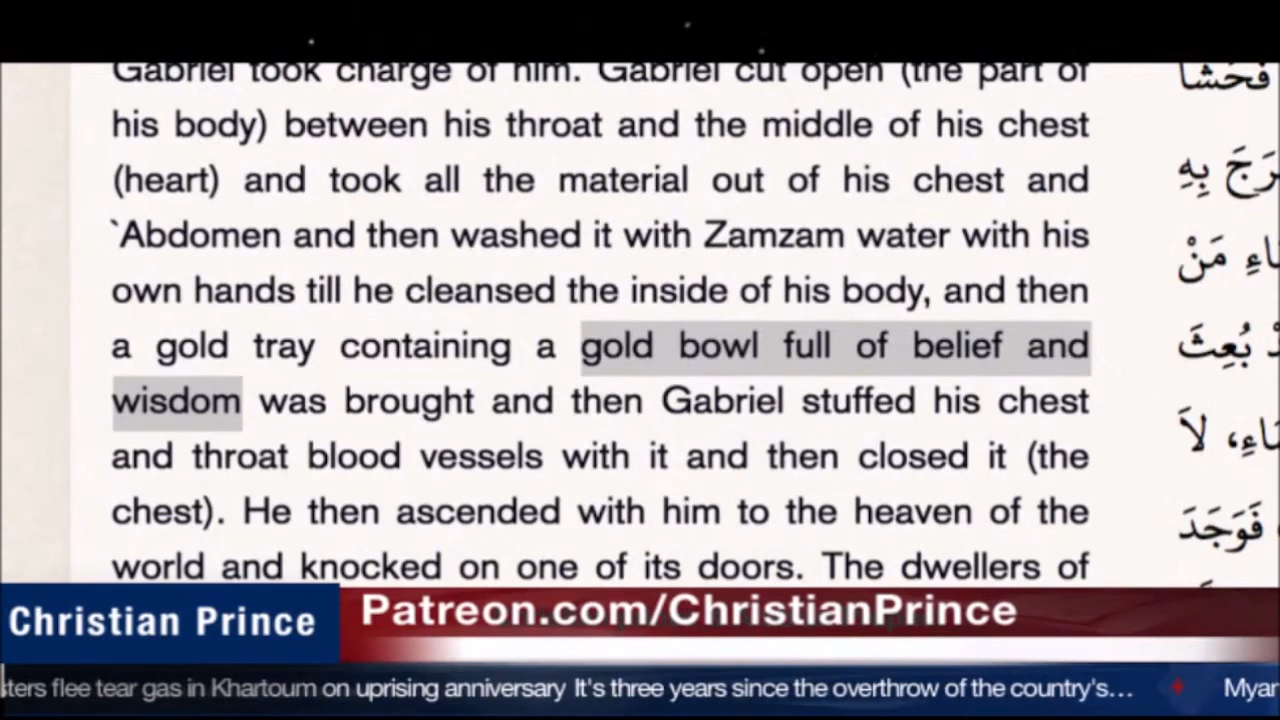 Gabriel took charge of him. Gabriel cut open (the part of
his body) between his throat and the middle of his chest
(heart) and took all the material out of his chest and
`Abdomen and then washed it with Zamzam water with his
own hands till he cleansed the inside of his body, and then
a gold tray containing a gold bowl full of belief and
wisdom was brought and then Gabriel stuffed his chest
and throat blood vessels with it and then closed it (the
chest). He then ascended with him to the heaven of the
world and knocked on one of its doors. The dwellers of
فَحَشَا
بِهِ
مَنْ
بُعِثَ
لاَ
فَوَجَدَ
Christian Prince
Patreon.com/ChristianPrince
flee tear gas in Khartoum on uprising anniversary It's three years since the overthrow of the country's…